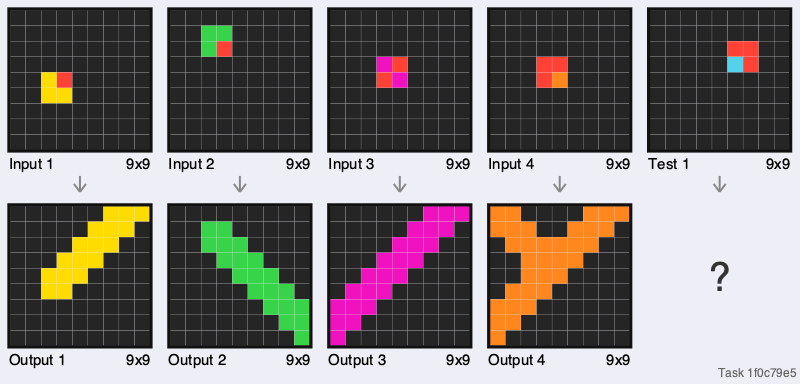 Input 1 9x9
Input 2 9x9
Input 3 9x9
Input 4 9x9
Test 1 9x9
?
Output 1 9x9
Output 2 9x9
Output 3 9x9
Output 4 9x9
Task 1f0c79e5